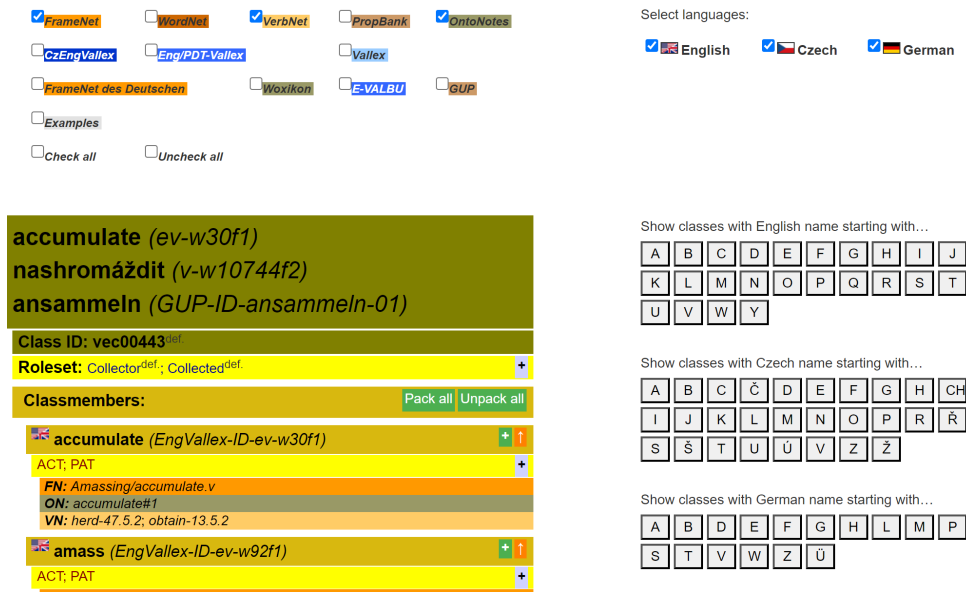 FrameNet WordNet VerbNet PropBank OntoNotes
CzEngVallex Eng/PDT-Vallex Vallex
FrameNet des Deutschen Woxikon E-VALBU GUP
Examples
Check all Uncheck all
Select languages:
English Czech German
accumulate (ev-w30f1)
nashromáždit (v-w10744f2)
ansammeln (GUP-ID-ansammeln-01)
Class ID: vec00443def.
Roleset: Collectordef.; Collecteddef. +
Classmembers: Pack all Unpack all
accumulate (EngVallex-ID-ev-w30f1) + ↑
ACT; PAT +
FN: Amassing/accumulate.v
ON: accumulate#1
VN: herd-47.5.2; obtain-13.5.2
amass (EngVallex-ID-ev-w92f1) + ↑
ACT; PAT +
Show classes with English name starting with…
A B C D E F G H I J
K L M N O P Q R S T
U V W Y
Show classes with Czech name starting with…
A B C Č D E F G H CH
I J K L M N O P R Ř
S Š T U Ú V Z Ž
Show classes with German name starting with…
A B D E F G H L M P
S T V W Z Ü